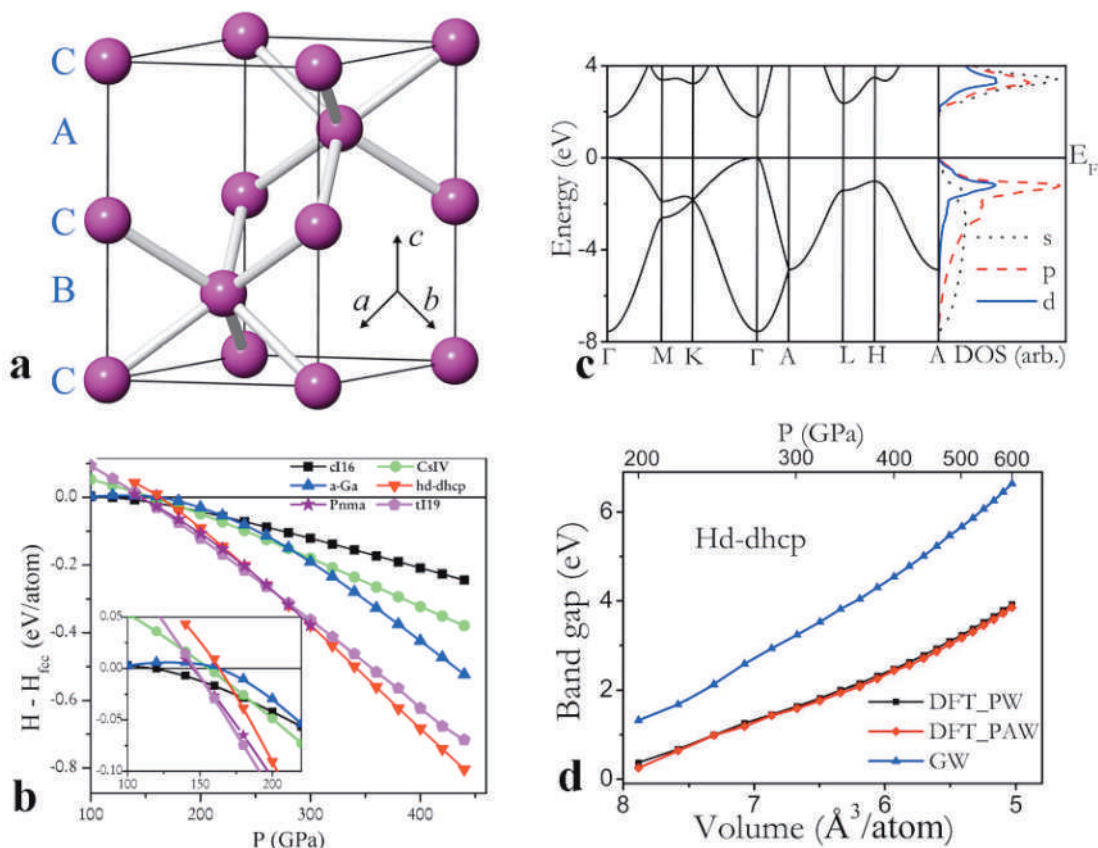 C
A
C
B
C
c
a b
a
4
0
-4
-8
Energy (eV)
Γ M K Γ A L H A DOS (arb.)
E_F
s
p
d
c
cI16 CsIV
a-Ga hd-dhcp
Pnma tI19
0.0
-0.2
-0.4
-0.6
-0.8
H - H_fcc (eV/atom)
0.05
0.00
-0.05
-0.10
100 150 200
100 200 300 400
P (GPa)
b
P (GPa)
200 300 400 500 600
Hd-dhcp
6
4
2
0
Band gap (eV)
DFT_PW
DFT_PAW
GW
8 7 6 5
Volume (Å³/atom)
d